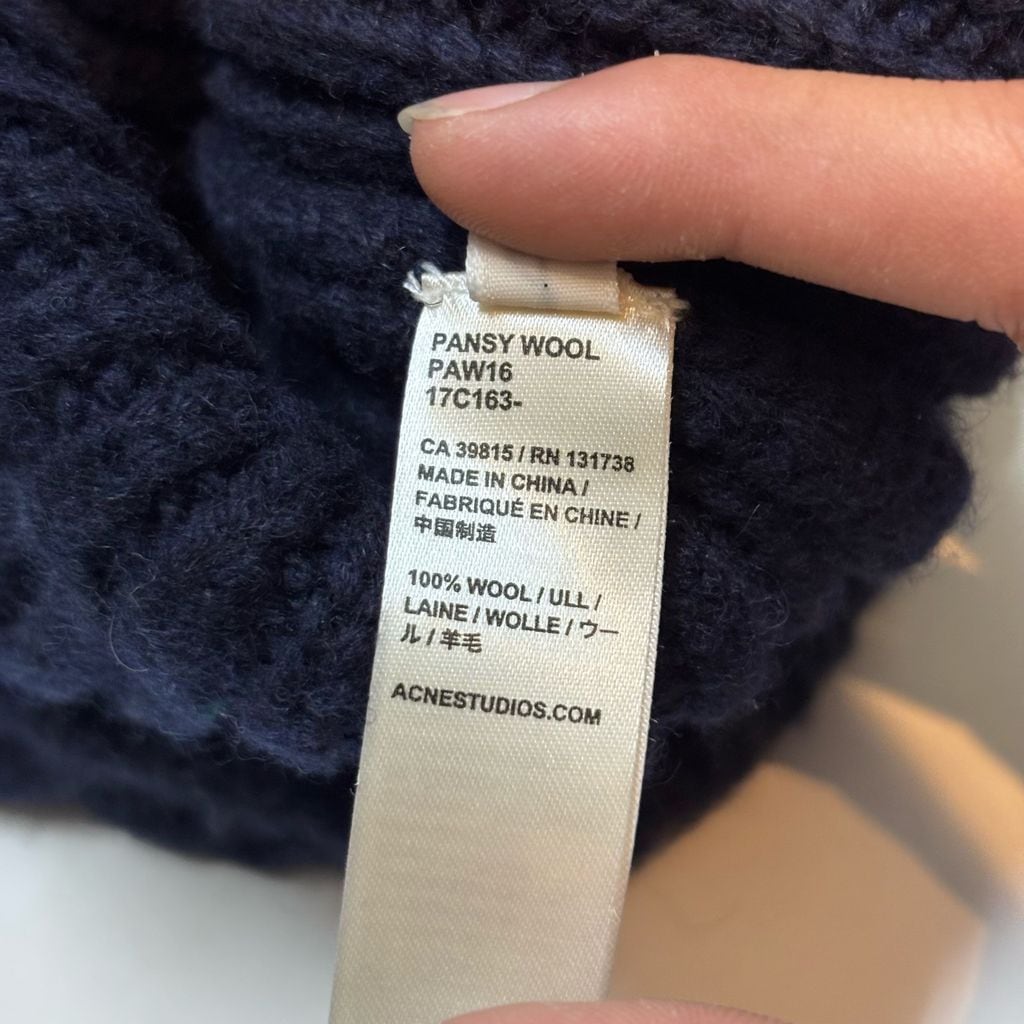 PANSY WOOL
PAW16
17C163-
CA 39815 / RN 131738
MADE IN CHINA /
FABRIQUÉ EN CHINE /
中国制造
100% WOOL / ULL /
LAINE / WOLLE / ウー
ル / 羊毛
ACNESTUDIOS.COM